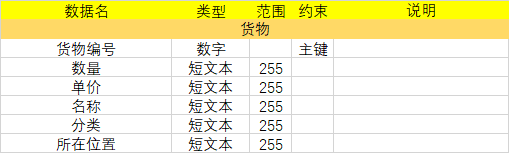 数据名 类型 范围 约束 说明
货物
货物编号 数字 主键
数量 短文本 255
单价 短文本 255
名称 短文本 255
分类 短文本 255
所在位置 短文本 255